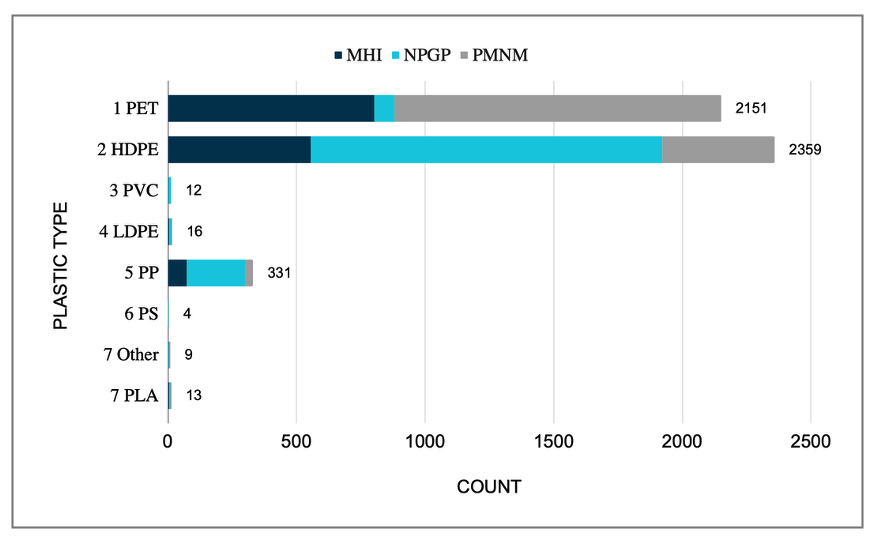 MHI NPGP PMNM
1 PET 2151
2 HDPE 2359
3 PVC 12
4 LDPE 16
5 PP 331
6 PS 4
7 Other 9
7 PLA 13
PLASTIC TYPE
0 500 1000 1500 2000 2500
COUNT